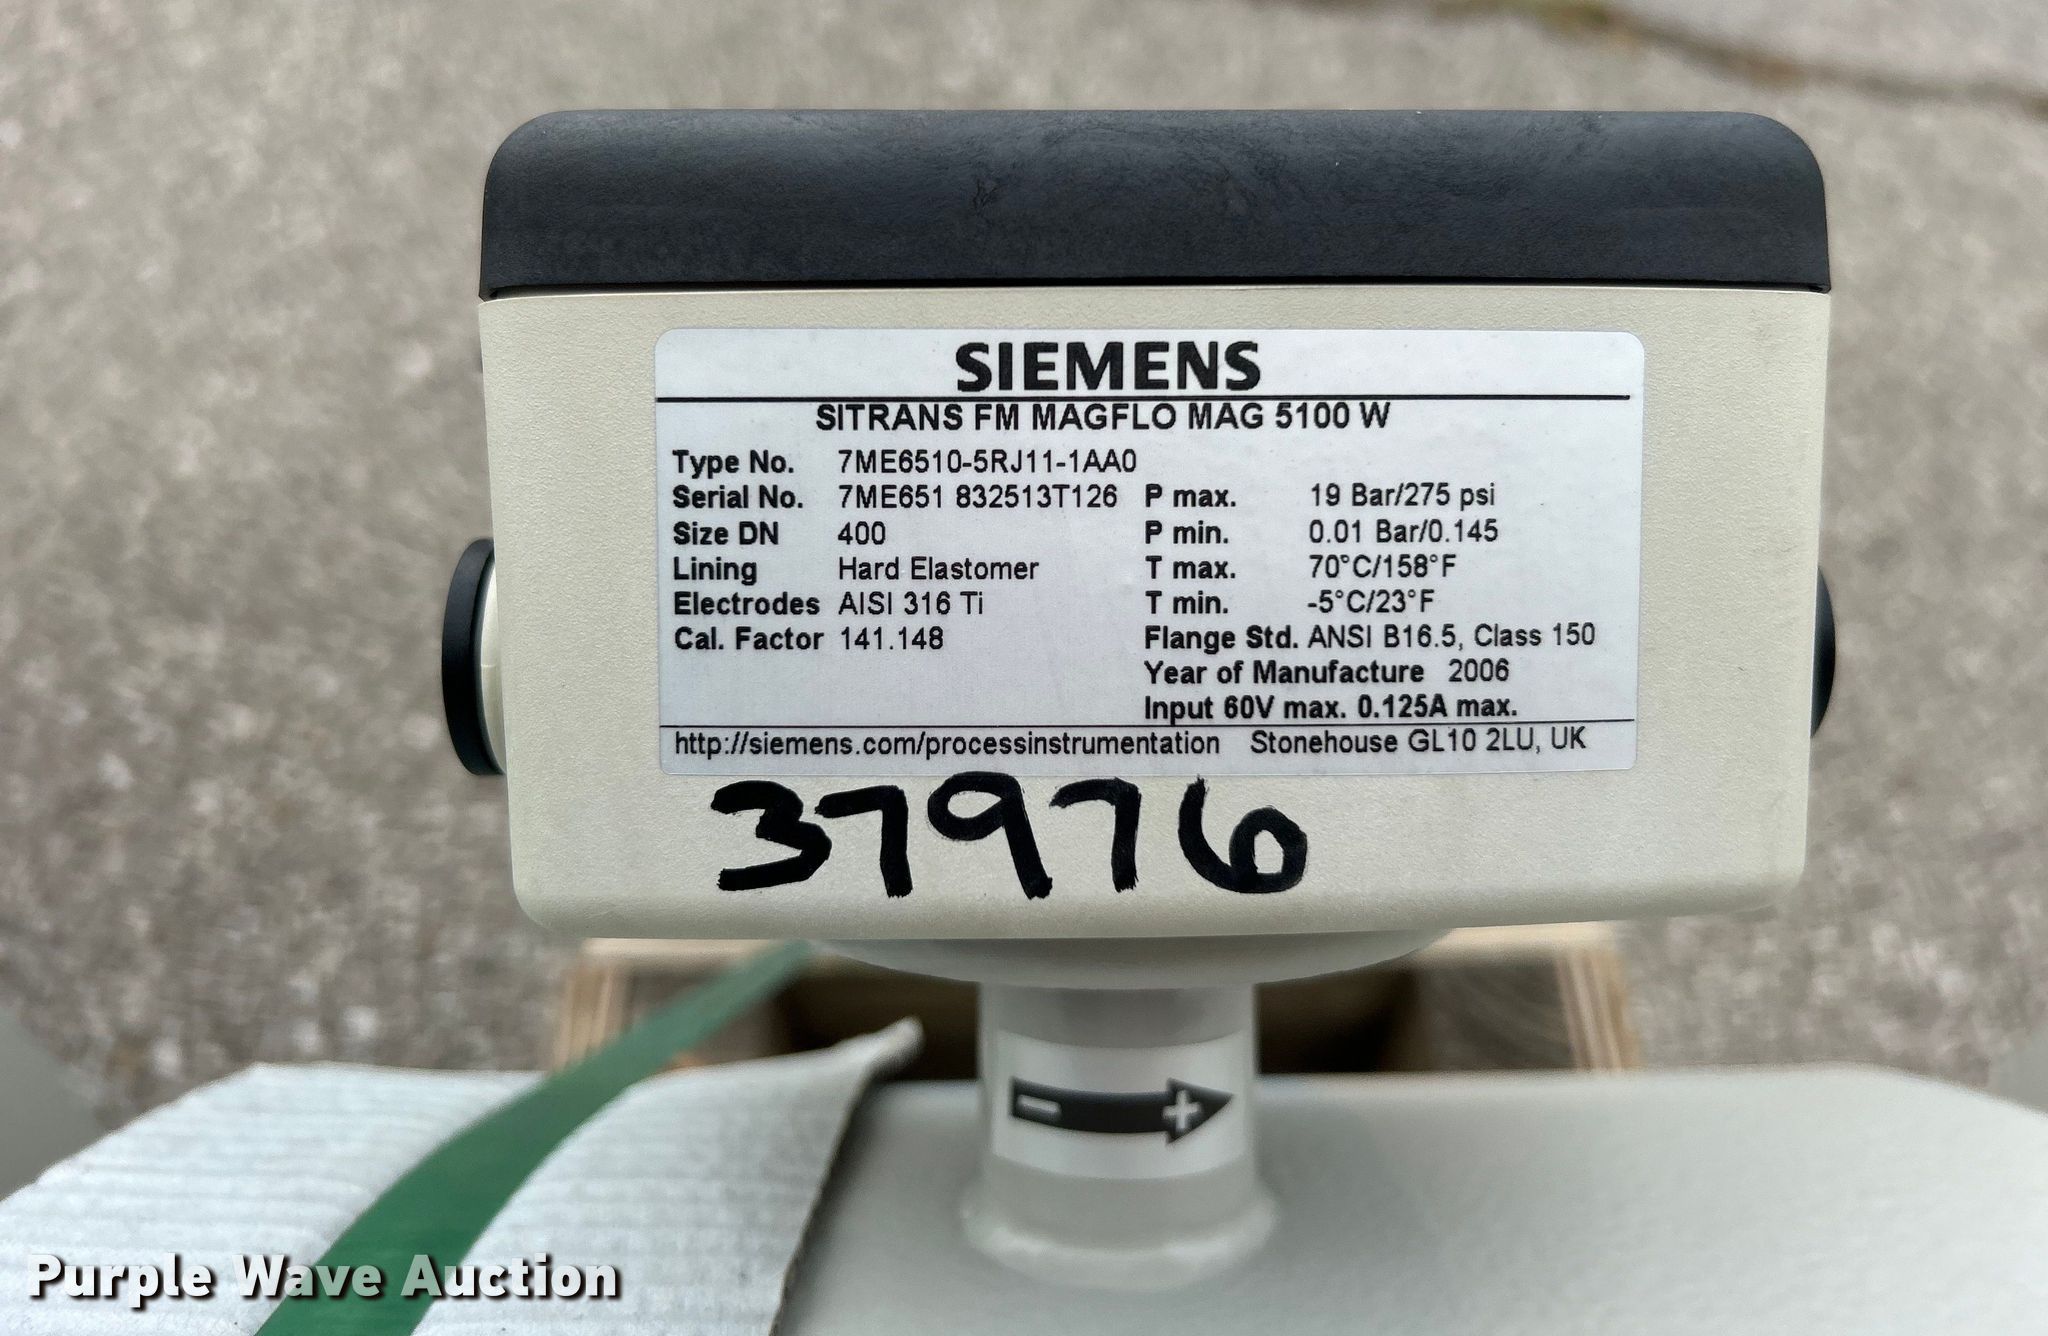 SIEMENS
SITRANS FM MAGFLO MAG 5100 W
Type No. 7ME6510-5RJ11-1AA0
Serial No. 7ME651 832513T126 P max. 19 Bar/275 psi
Size DN 400 P min. 0.01 Bar/0.145
Lining Hard Elastomer T max. 70°C/158°F
Electrodes AISI 316 Ti T min. -5°C/23°F
Cal. Factor 141.148 Flange Std. ANSI B16.5, Class 150
Year of Manufacture 2006
Input 60V max. 0.125A max.
http://siemens.com/processinstrumentation Stonehouse GL10 2LU, UK
37976
- +
Purple Wave Auction